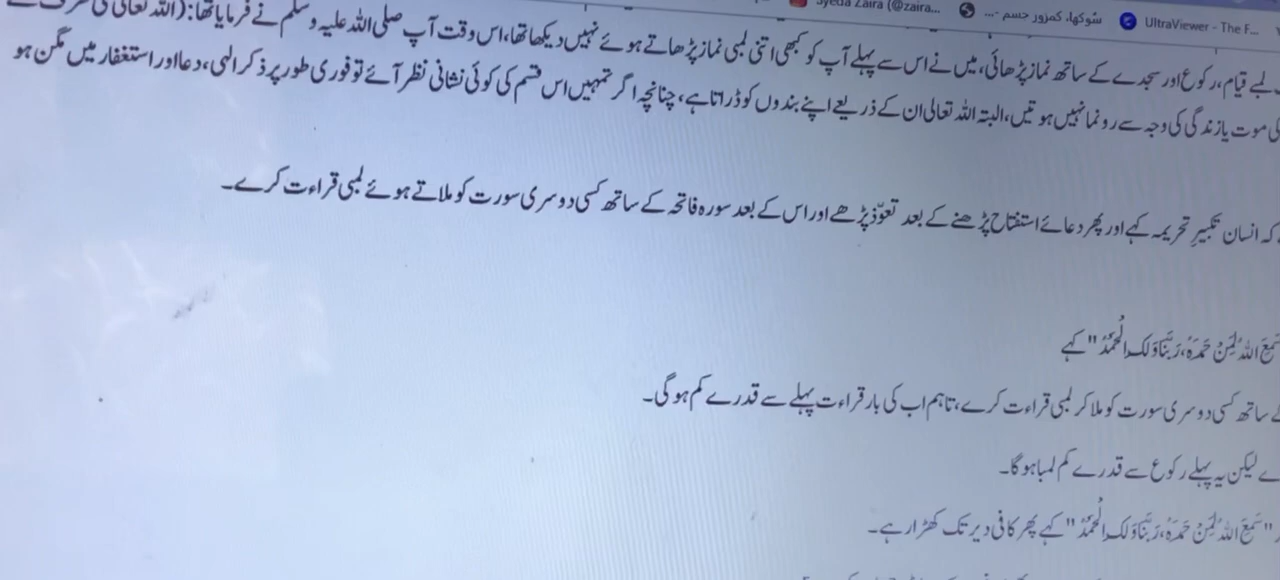 Syeda Zaira (@zaira...
سُوکھا، کمزور جسم -...
UltraViewer - The F...
لمبے قیام، رکوع اور سجدے کے ساتھ نماز پڑھائی، میں نے اس سے پہلے آپ کو کبھی اتنی لمبی نماز پڑھاتے ہوئے نہیں دیکھا تھا، اس وقت آپ صلی اللہ علیہ وسلم نے فرمایا تھا: (اللہ تعالی کی طرف سے
کی موت یا زندگی کی وجہ سے رونما نہیں ہوتیں، البتہ اللہ تعالی ان کے ذریعے اپنے بندوں کو ڈراتا ہے، چنانچہ اگر تمہیں اس قسم کی کوئی نشانی نظر آئے تو فوری طور پر ذکر الہی، دعا اور استغفار میں مگن ہو
کہ انسان تکبیرِ تحریمہ کہے اور پھر دعائے استفتاح پڑھنے کے بعد تعوّذ پڑھے اور اس کے بعد سورہ فاتحہ کے ساتھ کسی دوسری سورت کو ملاتے ہوئے لمبی قراءت کرے۔
سَمِعَ اللهُ لِمَنْ حَمِدَهُ، رَبَّنَا وَلَكَ الْحَمْدُ" کہے
کے ساتھ کسی دوسری سورت کو ملا کر لمبی قراءت کرے، تاہم اب کی بار قراءت پہلے سے قدرے کم ہوگی۔
لیکن یہ پہلے رکوع سے قدرے کم لمبا ہوگا۔
"سَمِعَ اللهُ لِمَنْ حَمِدَهُ، رَبَّنَا وَلَكَ الْحَمْدُ" کہے پھر کافی دیر تک کھڑا رہے۔